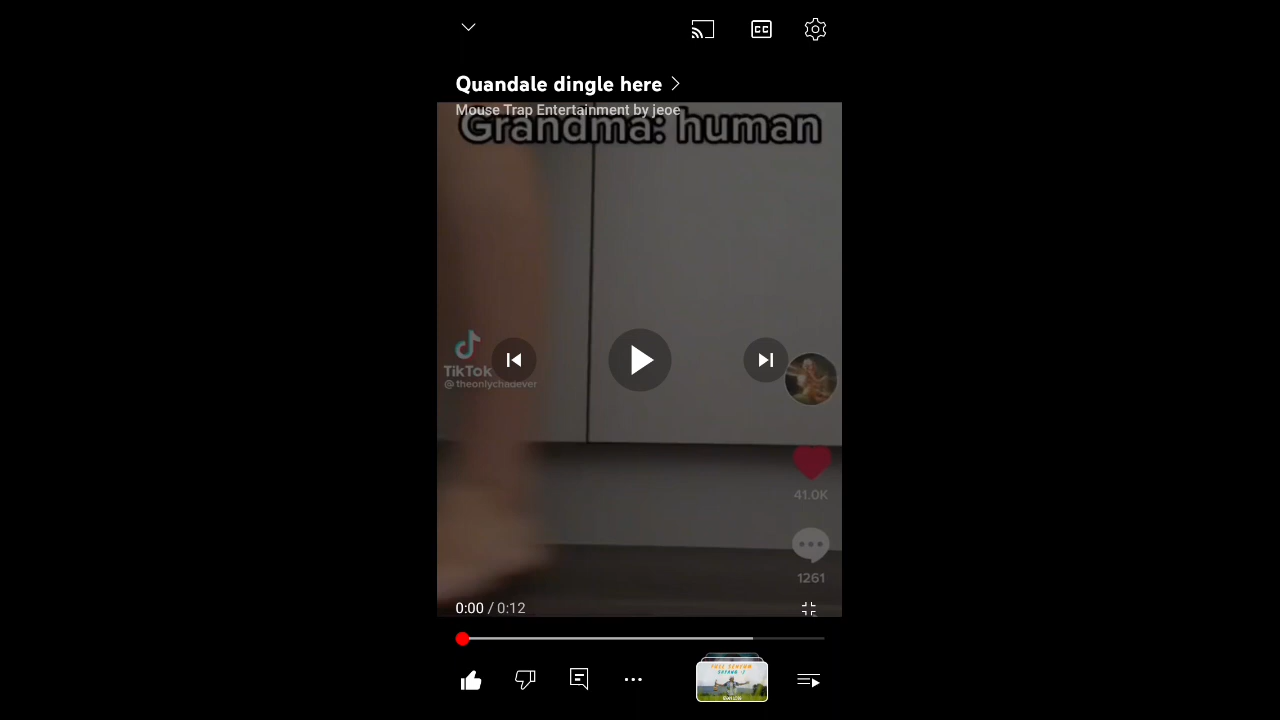 CC
Quandale dingle here
Mouse Trap Entertainment by jeoe
Grandma: human
TikTok
@theonlychadever
41.0K
1261
0:00 / 0:12